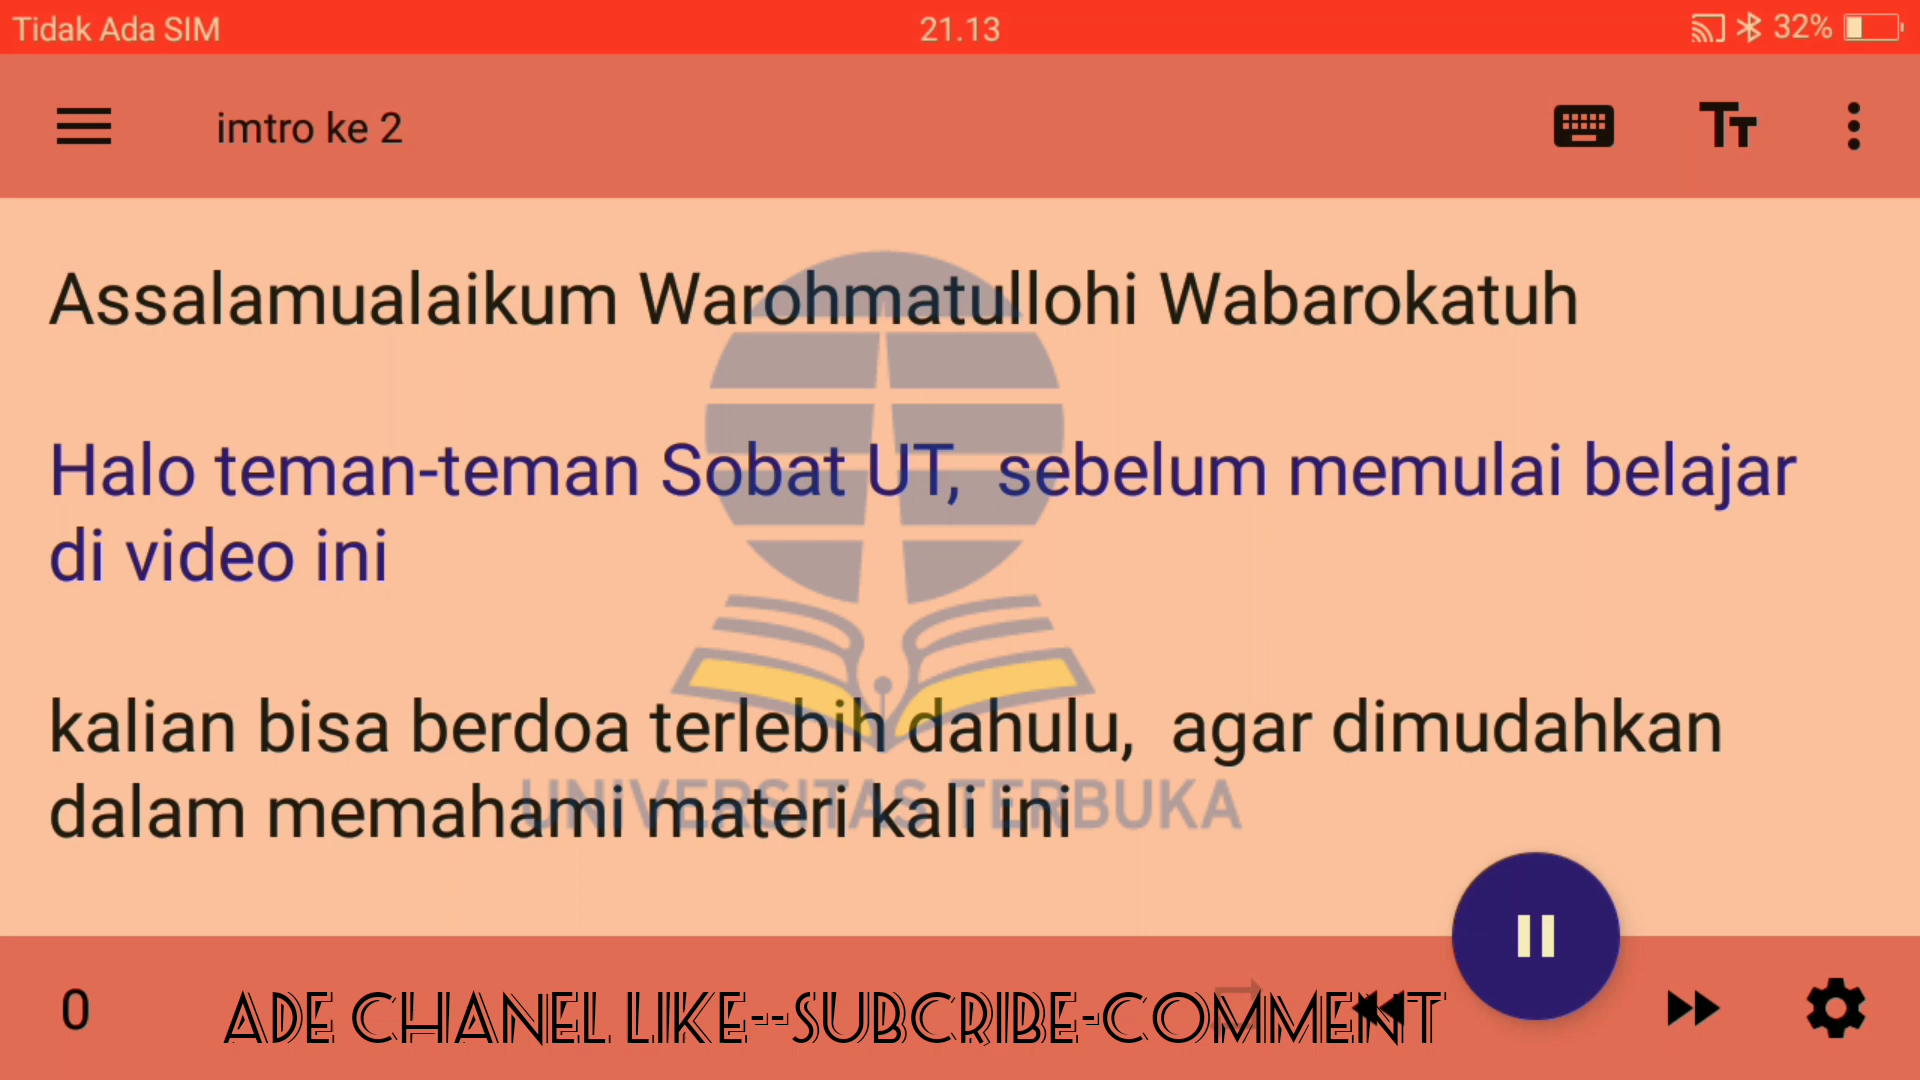 Tidak Ada SIM 21.13 32%
imtro ke 2
Assalamualaikum Warohmatullohi Wabarokatuh
Halo teman-teman Sobat UT, sebelum memulai belajar
di video ini
kalian bisa berdoa terlebih dahulu, agar dimudahkan
dalam memahami materi kali ini
UNIVERSITAS TERBUKA
0
ADE CHANEL LIKE--SUBCRIBE-COMMENT